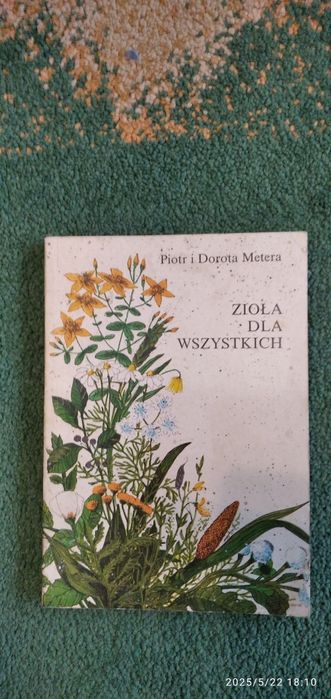 Piotr i Dorota Metera
ZIOŁA
DLA
WSZYSTKICH
2025/5/22 18:10